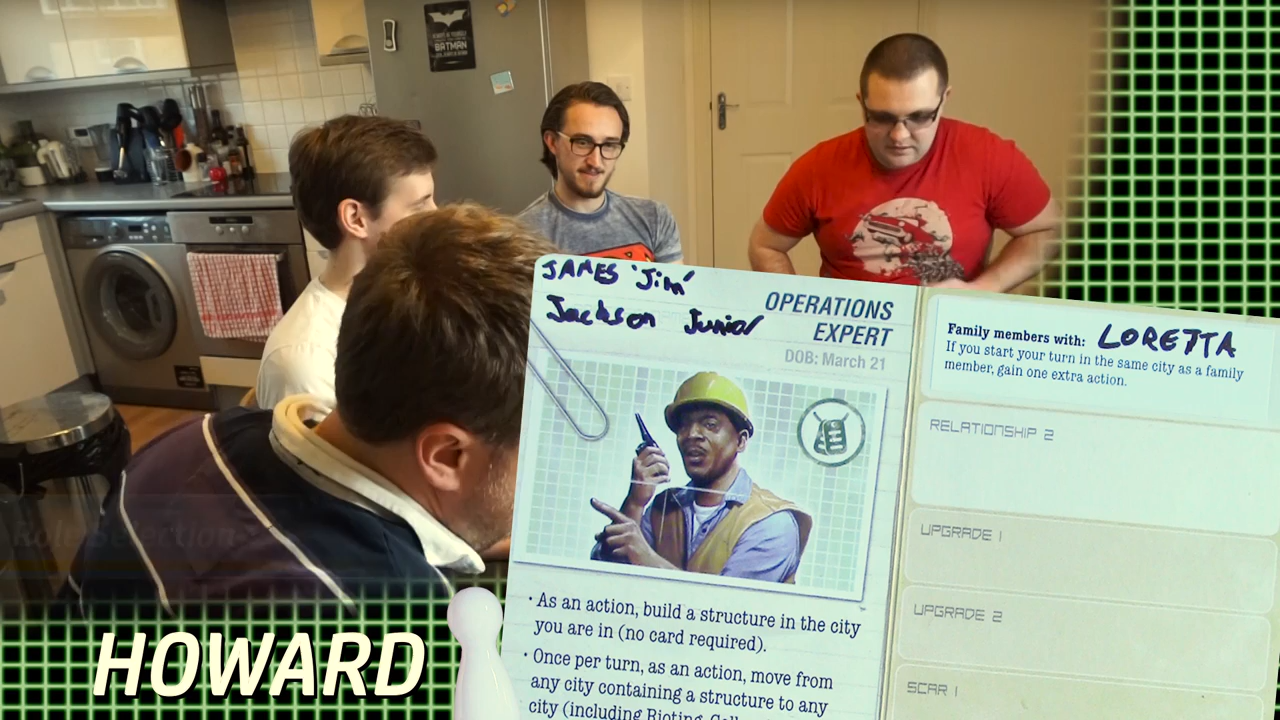 BATMAN
JAMES 'Jim'
Jackson Junior
OPERATIONS
EXPERT
DOB: March 21
• As an action, build a structure in the city
you are in (no card required).
• Once per turn, as an action, move from
any city containing a structure to any
city (including Rioting,
Family members with: LORETTA
If you start your turn in the same city as a family
member, gain one extra action.
RELATIONSHIP 2
UPGRADE 1
UPGRADE 2
SCAR 1
HOWARD